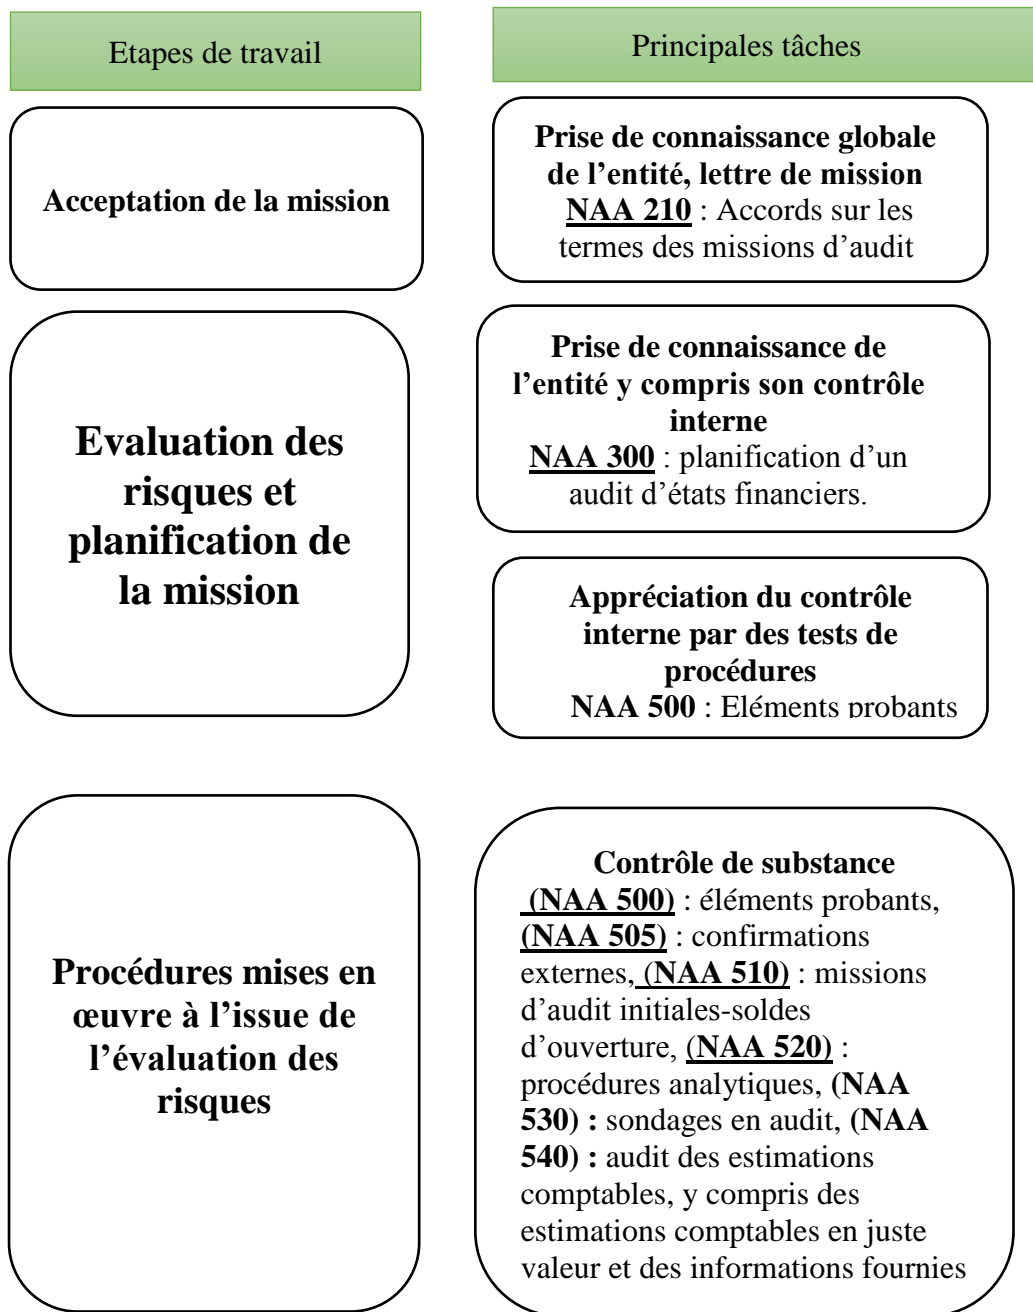 Etapes de travail
Principales tâches
Acceptation de la mission
Prise de connaissance globale
de l’entité, lettre de mission
NAA 210 : Accords sur les
termes des missions d’audit
Evaluation des
risques et
planification de
la mission
Prise de connaissance de
l’entité y compris son contrôle
interne
NAA 300 : planification d’un
audit d’états financiers.
Appréciation du contrôle
interne par des tests de
procédures
NAA 500 : Eléments probants
Procédures mises en
œuvre à l’issue de
l’évaluation des
risques
Contrôle de substance
(NAA 500) : éléments probants,
(NAA 505) : confirmations
externes, (NAA 510) : missions
d’audit initiales-soldes
d’ouverture, (NAA 520) :
procédures analytiques, (NAA
530) : sondages en audit, (NAA
540) : audit des estimations
comptables, y compris des
estimations comptables en juste
valeur et des informations fournies